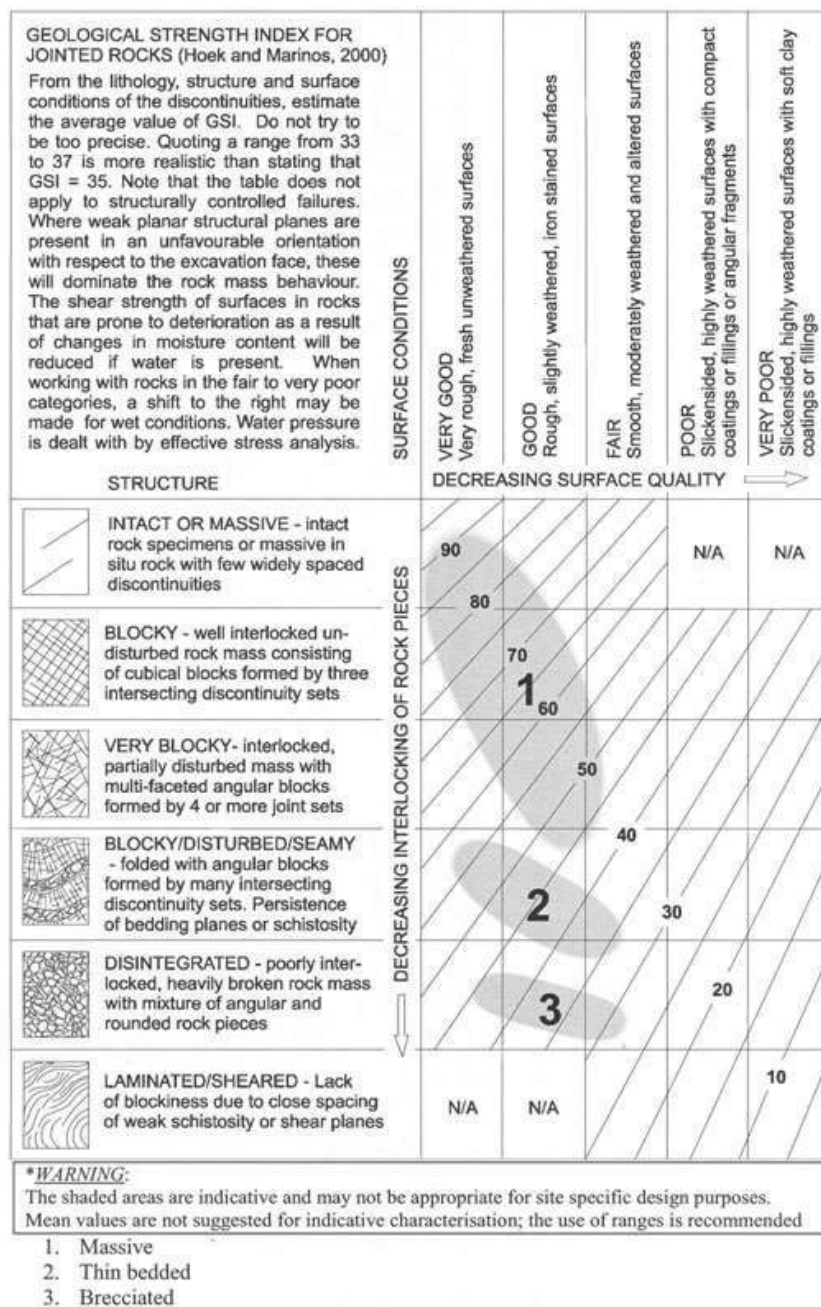 GEOLOGICAL STRENGTH INDEX FOR
JOINTED ROCKS (Hoek and Marinos, 2000)
From the lithology, structure and surface
conditions of the discontinuities, estimate
the average value of GSI. Do not try to
be too precise. Quoting a range from 33
to 37 is more realistic than stating that
GSI = 35. Note that the table does not
apply to structurally controlled failures.
Where weak planar structural planes are
present in an unfavourable orientation
with respect to the excavation face, these
will dominate the rock mass behaviour.
The shear strength of surfaces in rocks
that are prone to deterioration as a result
of changes in moisture content will be
reduced if water is present. When
working with rocks in the fair to very poor
categories, a shift to the right may be
made for wet conditions. Water pressure
is dealt with by effective stress analysis.
SURFACE CONDITIONS
VERY GOOD
Very rough, fresh unweathered surfaces
GOOD
Rough, slightly weathered, iron stained surfaces
FAIR
Smooth, moderately weathered and altered surfaces
POOR
Slickensided, highly weathered surfaces with compact
coatings or fillings or angular fragments
VERY POOR
Slickensided, highly weathered surfaces with soft clay
coatings or fillings
STRUCTURE
DECREASING SURFACE QUALITY
DECREASING INTERLOCKING OF ROCK PIECES
INTACT OR MASSIVE - intact
rock specimens or massive in
situ rock with few widely spaced
discontinuities
90
80
N/A
N/A
BLOCKY - well interlocked un-
disturbed rock mass consisting
of cubical blocks formed by three
intersecting discontinuity sets
70
1
60
VERY BLOCKY- interlocked,
partially disturbed mass with
multi-faceted angular blocks
formed by 4 or more joint sets
50
BLOCKY/DISTURBED/SEAMY
- folded with angular blocks
formed by many intersecting
discontinuity sets. Persistence
of bedding planes or schistosity
40
2
30
DISINTEGRATED - poorly inter-
locked, heavily broken rock mass
with mixture of angular and
rounded rock pieces
3
20
LAMINATED/SHEARED - Lack
of blockiness due to close spacing
of weak schistosity or shear planes
N/A
N/A
10
*WARNING:
The shaded areas are indicative and may not be appropriate for site specific design purposes.
Mean values are not suggested for indicative characterisation; the use of ranges is recommended
1. Massive
2. Thin bedded
3. Brecciated